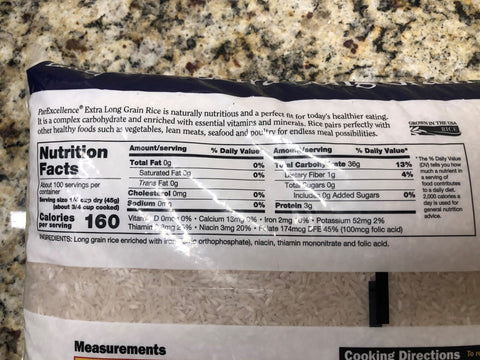 ParExcellence® Extra Long Grain Rice is naturally nutritious and a perfect fit for today's healthier eating.
It is a complex carbohydrate and enriched with essential vitamins and minerals. Rice pairs perfectly with
other healthy foods such as vegetables, lean meats, seafood and poultry for endless meal possibilities.
GROWN IN THE USA
RICE
Nutrition
Facts
About 100 servings per
container
Serving size 1/4 cup dry (45g)
(about 3/4 cup cooked)
Calories 160
per serving
Amount/serving % Daily Value*
Total Fat 0g 0%
Saturated Fat 0g 0%
Trans Fat 0g
Cholesterol 0mg 0%
Sodium 0mg 0%
Amount/serving % Daily Value*
Total Carbohydrate 36g 13%
Dietary Fiber 1g 4%
Total Sugars 0g
Includes 0g Added Sugars 0%
Protein 3g
Vitamin D 0mcg 0% • Calcium 13mg 0% • Iron 2mg 10% • Potassium 52mg 2%
Thiamin 20% • Niacin 3mg 20% • Folate 174mcg DFE 45% (100mcg folic acid)
*The % Daily Value
(DV) tells you how
much a nutrient in
a serving of
food contributes
to a daily diet.
2,000 calories a
day is used for
general nutrition
advice.
INGREDIENTS: Long grain rice enriched with iron (ferric orthophosphate), niacin, thiamin mononitrate and folic acid.
Measurements
Cooking Directions To